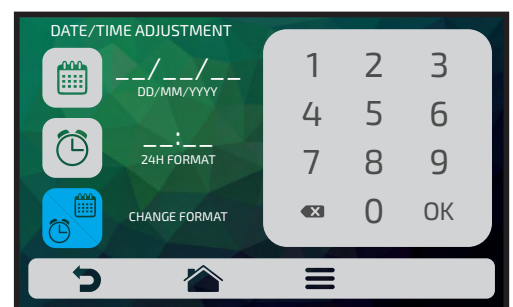 DATE/TIME ADJUSTMENT
__/__/__
DD/MM/YYYY
__:__
24H FORMAT
CHANGE FORMAT
1 2 3
4 5 6
7 8 9
0 OK